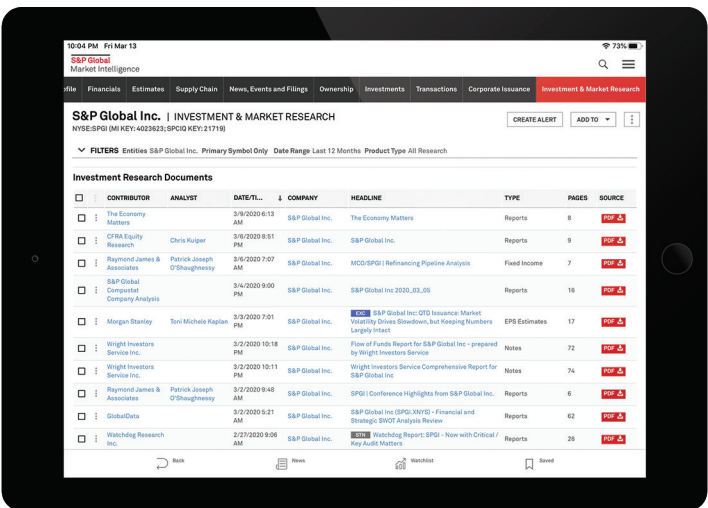 10:04 PM Fri Mar 13
73%
S&P Global
Market Intelligence
ofile Financials Estimates Supply Chain News, Events and Filings Ownership Investments Transactions Corporate Issuance Investment & Market Research
S&P Global Inc. | INVESTMENT & MARKET RESEARCH
NYSE:SPGI (MI KEY:4023623; SPCIQ KEY:21719)
CREATE ALERT ADD TO
FILTERS Entities S&P Global Inc. Primary Symbol Only Date Range Last 12 Months Product Type All Research
Investment Research Documents
CONTRIBUTOR ANALYST DATE/TI... ↓ COMPANY HEADLINE TYPE PAGES SOURCE
The Economy
Matters
3/9/2020 6:13
AM
S&P Global Inc. The Economy Matters Reports 8 PDF
CFRA Equity
Research
Chris Kuiper
3/6/2020 8:51
PM
S&P Global Inc. S&P Global Inc. Reports 9 PDF
Raymond James &
Associates
Patrick Joseph
O'Shaughnessy
3/6/2020 7:07
AM
S&P Global Inc. MCO/SPGI | Refinancing Pipeline Analysis Fixed Income 7 PDF
S&P Global
Compustat
Company Analysis
3/4/2020 9:00
PM
S&P Global Inc. S&P Global Inc 2020_03_05 Reports 16 PDF
Morgan Stanley Toni Michele Kaplan
3/3/2020 7:01
PM
S&P Global Inc.
EXC S&P Global Inc: QTD Issuance: Market
Volatility Drives Slowdown, but Keeping Numbers
Largely Intact
EPS Estimates 17 PDF
Wright Investors
Service Inc.
3/2/2020 10:18
PM
S&P Global Inc.
Flow of Funds Report for S&P Global Inc - prepared
by Wright Investors Service
Notes 72 PDF
Wright Investors
Service Inc.
3/2/2020 10:11
PM
S&P Global Inc.
Wright Investors Service Comprehensive Report for
S&P Global Inc
Notes 74 PDF
Raymond James &
Associates
Patrick Joseph
O'Shaughnessy
3/2/2020 9:48
AM
S&P Global Inc. SPGI | Conference Highlights from S&P Global Inc. Reports 6 PDF
GlobalData
3/2/2020 5:21
AM
S&P Global Inc.
S&P Global Inc (SPGI.XNYS) - Financial and
Strategic SWOT Analysis Review
Reports 62 PDF
Watchdog Research
Inc.
2/27/2020 9:06
AM
S&P Global Inc.
STN Watchdog Report: SPGI - Now with Critical /
Key Audit Matters
Reports 26 PDF
Back News Watchlist Saved